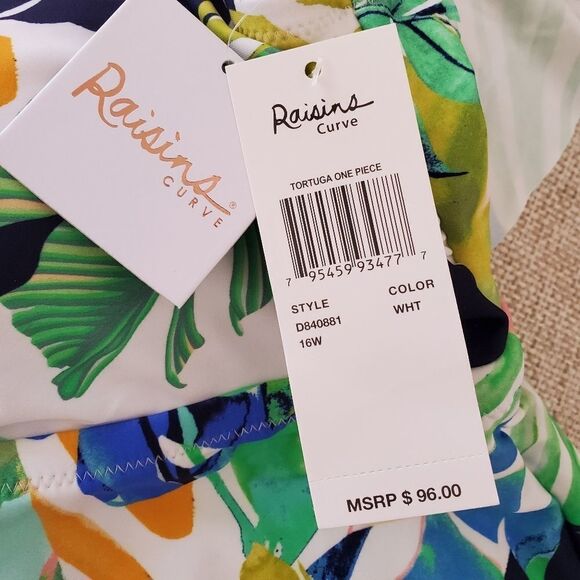 Raisins
CURVE®
Raisins
Curve
TORTUGA ONE PIECE
7 95459 93477 7
STYLE COLOR
D840881 WHT
16W
MSRP $ 96.00